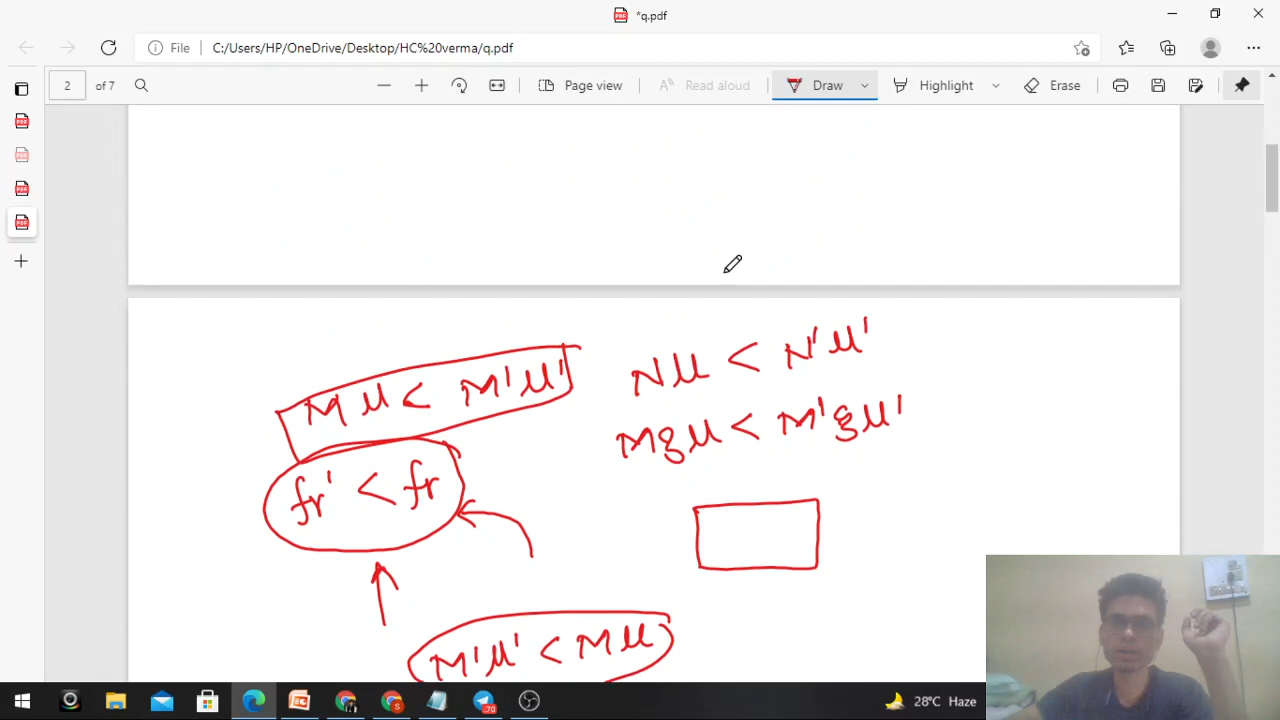 *q.pdf
File C:/Users/HP/OneDrive/Desktop/HC%20verma/q.pdf
2 of 7 Page view Read aloud Draw Highlight Erase
Mμ < M'μ'
Nμ < N'μ'
Mgμ < M'gμ'
fr' < fr
M'μ' < Mμ
70
28°C Haze